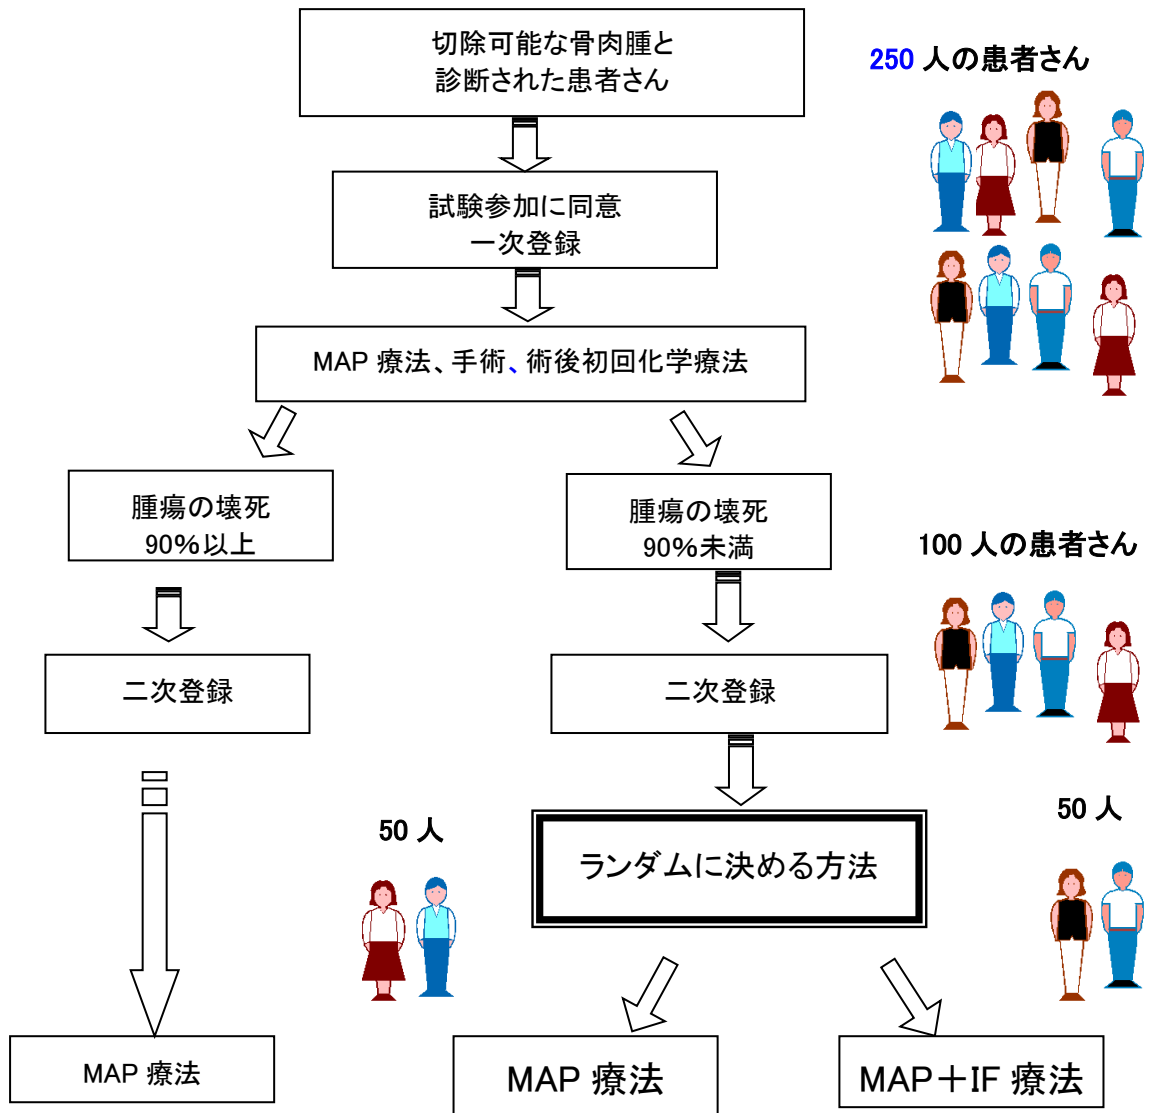 切除可能な骨肉腫と
診断された患者さん
250 人の患者さん
試験参加に同意
一次登録
MAP 療法、手術、術後初回化学療法
腫瘍の壊死
90%以上
腫瘍の壊死
90%未満
100 人の患者さん
二次登録
二次登録
50 人
50 人
ランダムに決める方法
MAP 療法
MAP 療法
MAP＋IF 療法